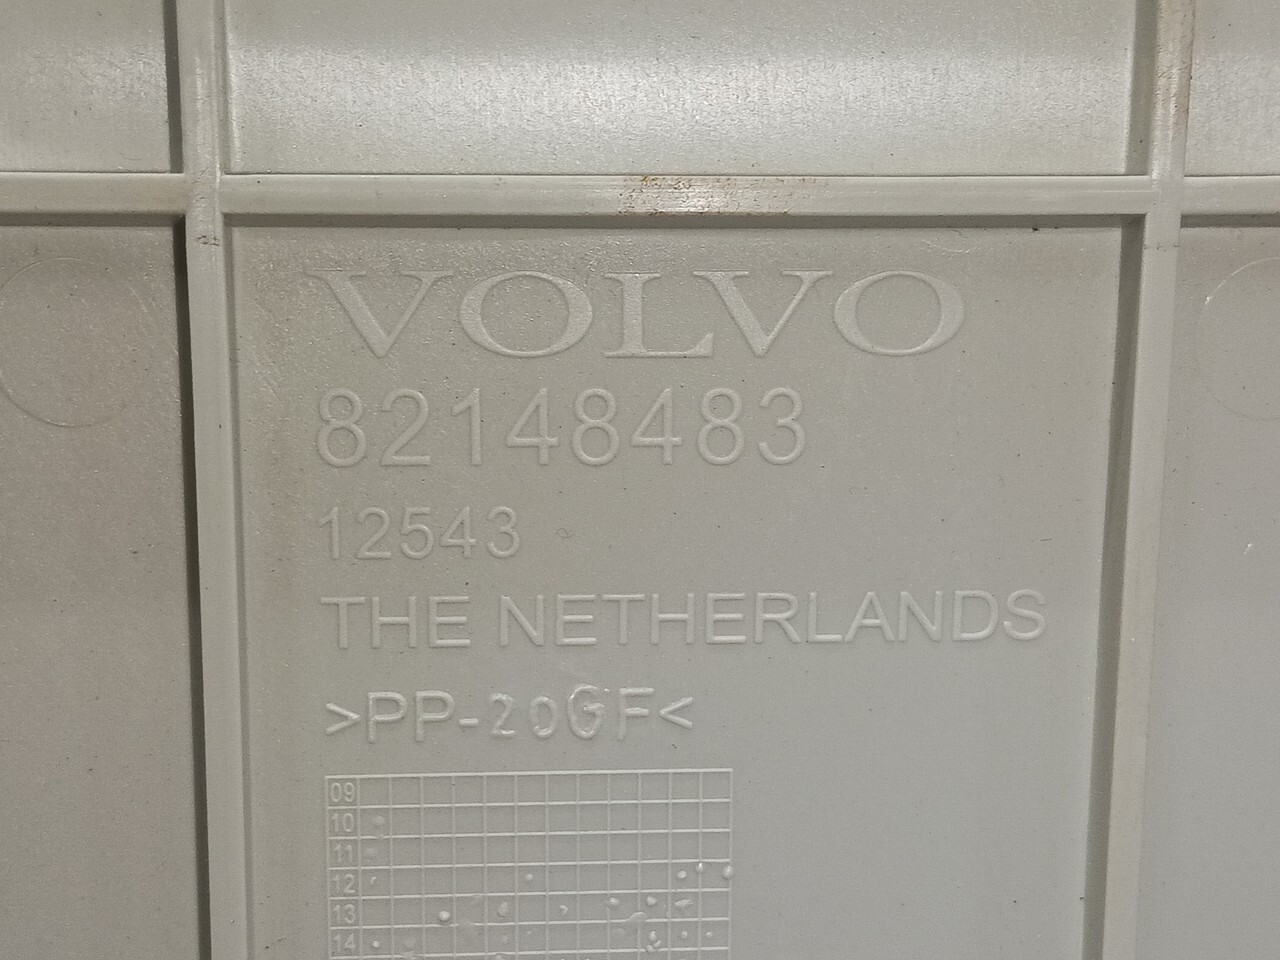 VOLVO
82148483
12543
THE NETHERLANDS
>PP-20GF<
09
10
11
12
13
14